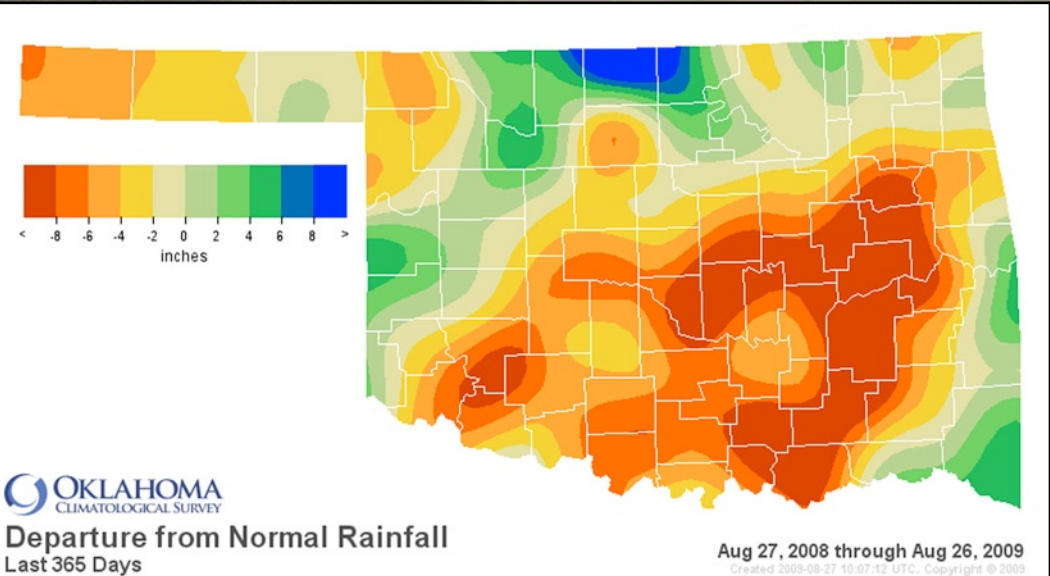 < -8 -6 -4 -2 0 2 4 6 8 >
inches
OKLAHOMA
CLIMATOLOGICAL SURVEY
Departure from Normal Rainfall
Last 365 Days
Aug 27, 2008 through Aug 26, 2009
Created 2009-08-27 10:07:12 UTC. Copyright © 2009